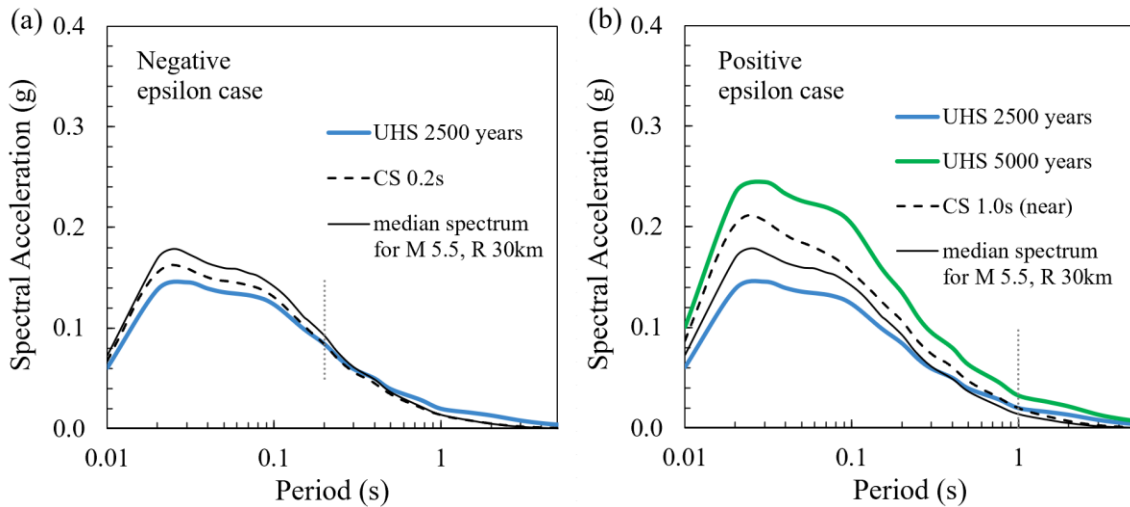 (a)
Negative
epsilon case
UHS 2500 years
CS 0.2s
median spectrum
for M 5.5, R 30km
0.4
0.3
0.2
0.1
0.0
Spectral Acceleration (g)
0.01
0.1
1
Period (s)
(b)
Positive
epsilon case
UHS 2500 years
UHS 5000 years
CS 1.0s (near)
median spectrum
for M 5.5, R 30km
0.4
0.3
0.2
0.1
0.0
Spectral Acceleration (g)
0.01
0.1
1
Period (s)